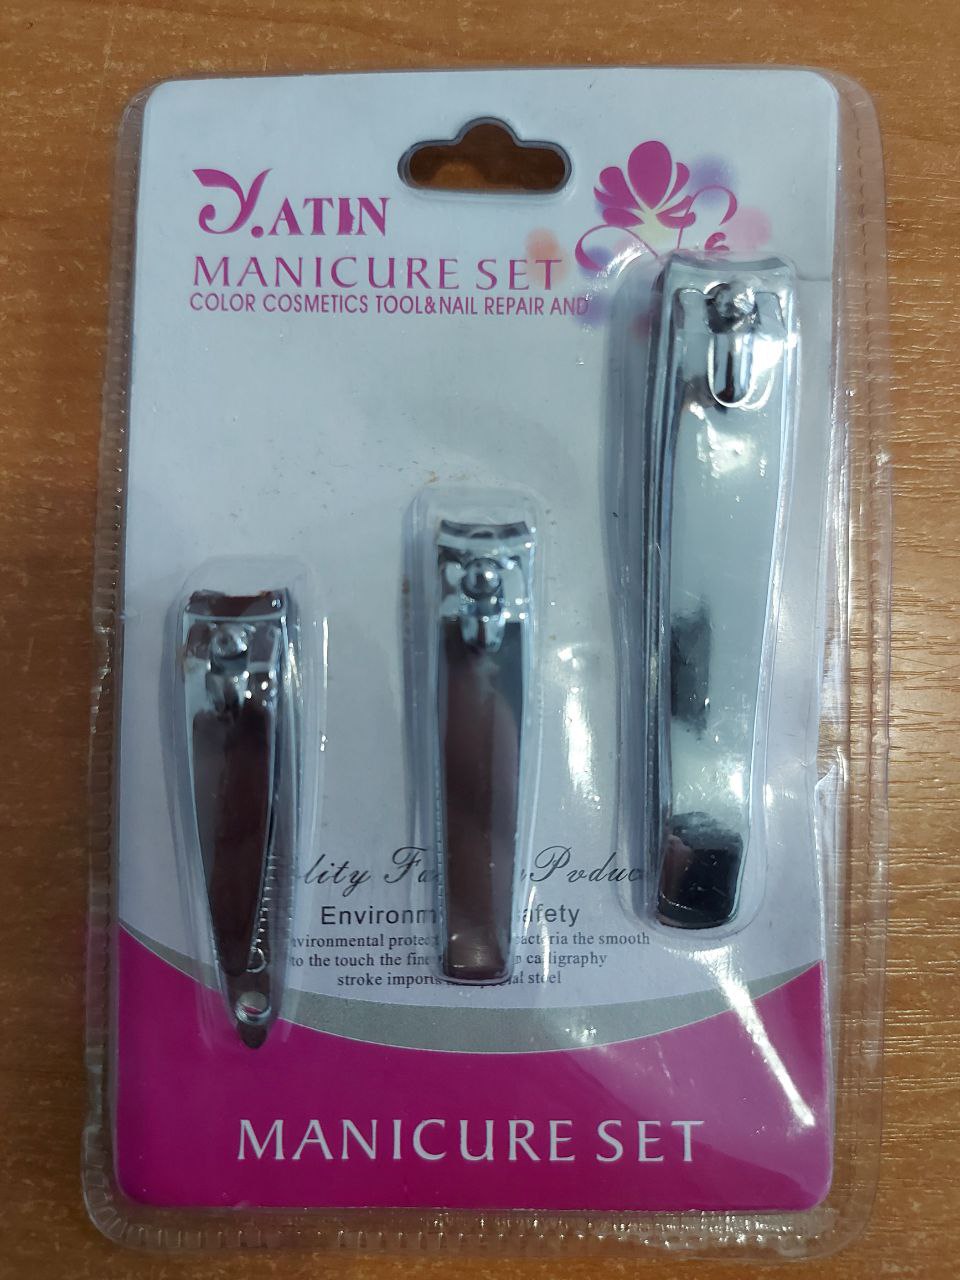 Y.ATIN
MANICURE SET
COLOR COSMETICS TOOL&NAIL REPAIR AND
Environm afety
nvironmental protec acteria the smooth
to the touch the fine calligraphy
stroke imports special steel
MANICURE SET